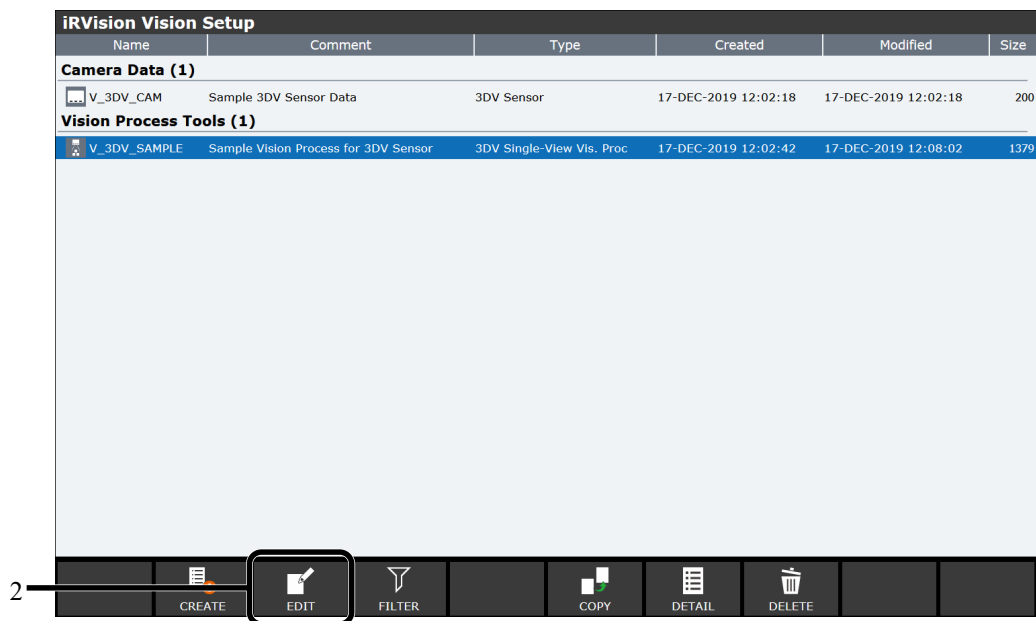 iRVision Vision Setup
Name Comment Type Created Modified Size
Camera Data (1)
V_3DV_CAM Sample 3DV Sensor Data 3DV Sensor 17-DEC-2019 12:02:18 17-DEC-2019 12:02:18 200
Vision Process Tools (1)
V_3DV_SAMPLE Sample Vision Process for 3DV Sensor 3DV Single-View Vis. Proc 17-DEC-2019 12:02:42 17-DEC-2019 12:08:02 1379
2
CREATE EDIT FILTER COPY DETAIL DELETE